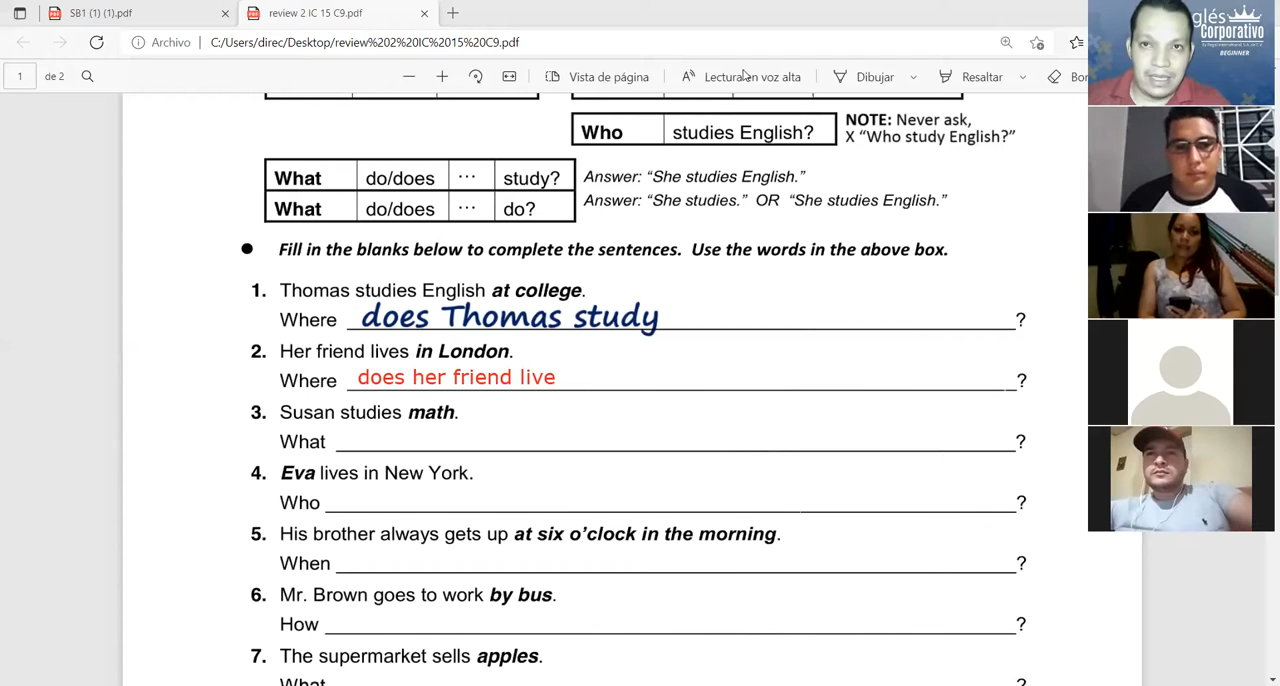 SB1 (1) (1).pdf
review 2 IC 15 C9.pdf
Archivo
C:/Users/direc/Desktop/review%202%20IC%2015%20C9.pdf
1
de 2
Vista de página
Lectura en voz alta
Dibujar
Resaltar
Bor
glés
Corporativo
BEGINNER
Who studies English?
NOTE: Never ask,
X “Who study English?”
What do/does ... study?
Answer: “She studies English.”
What do/does ... do?
Answer: “She studies.” OR “She studies English.”
● Fill in the blanks below to complete the sentences. Use the words in the above box.
1. Thomas studies English at college.
Where does Thomas study ?
2. Her friend lives in London.
Where does her friend live ?
3. Susan studies math.
What ?
4. Eva lives in New York.
Who ?
5. His brother always gets up at six o’clock in the morning.
When ?
6. Mr. Brown goes to work by bus.
How ?
7. The supermarket sells apples.
What ?